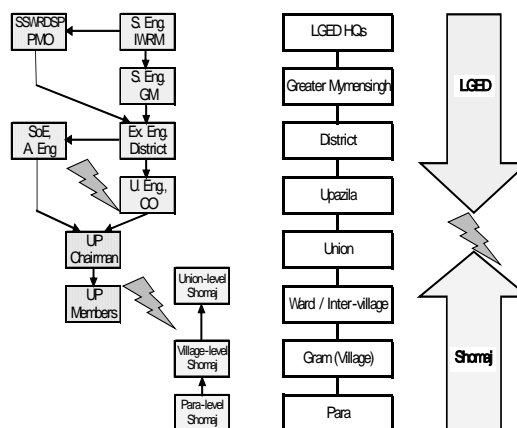 SSWRDSP
PMO
S. Eng.
IWRM
S. Eng.
GM
SoE,
A. Eng
Ex. Eng.
District
U. Eng.,
CO
UP
Chairman
UP
Members
Union-level
Shomaj
Village-level
Shomaj
Para-level
Shomaj
LGED HQs
Greater Mymensingh
District
Upazila
Union
Ward / Inter-village
Gram (Village)
Para
LGED
Shomaj